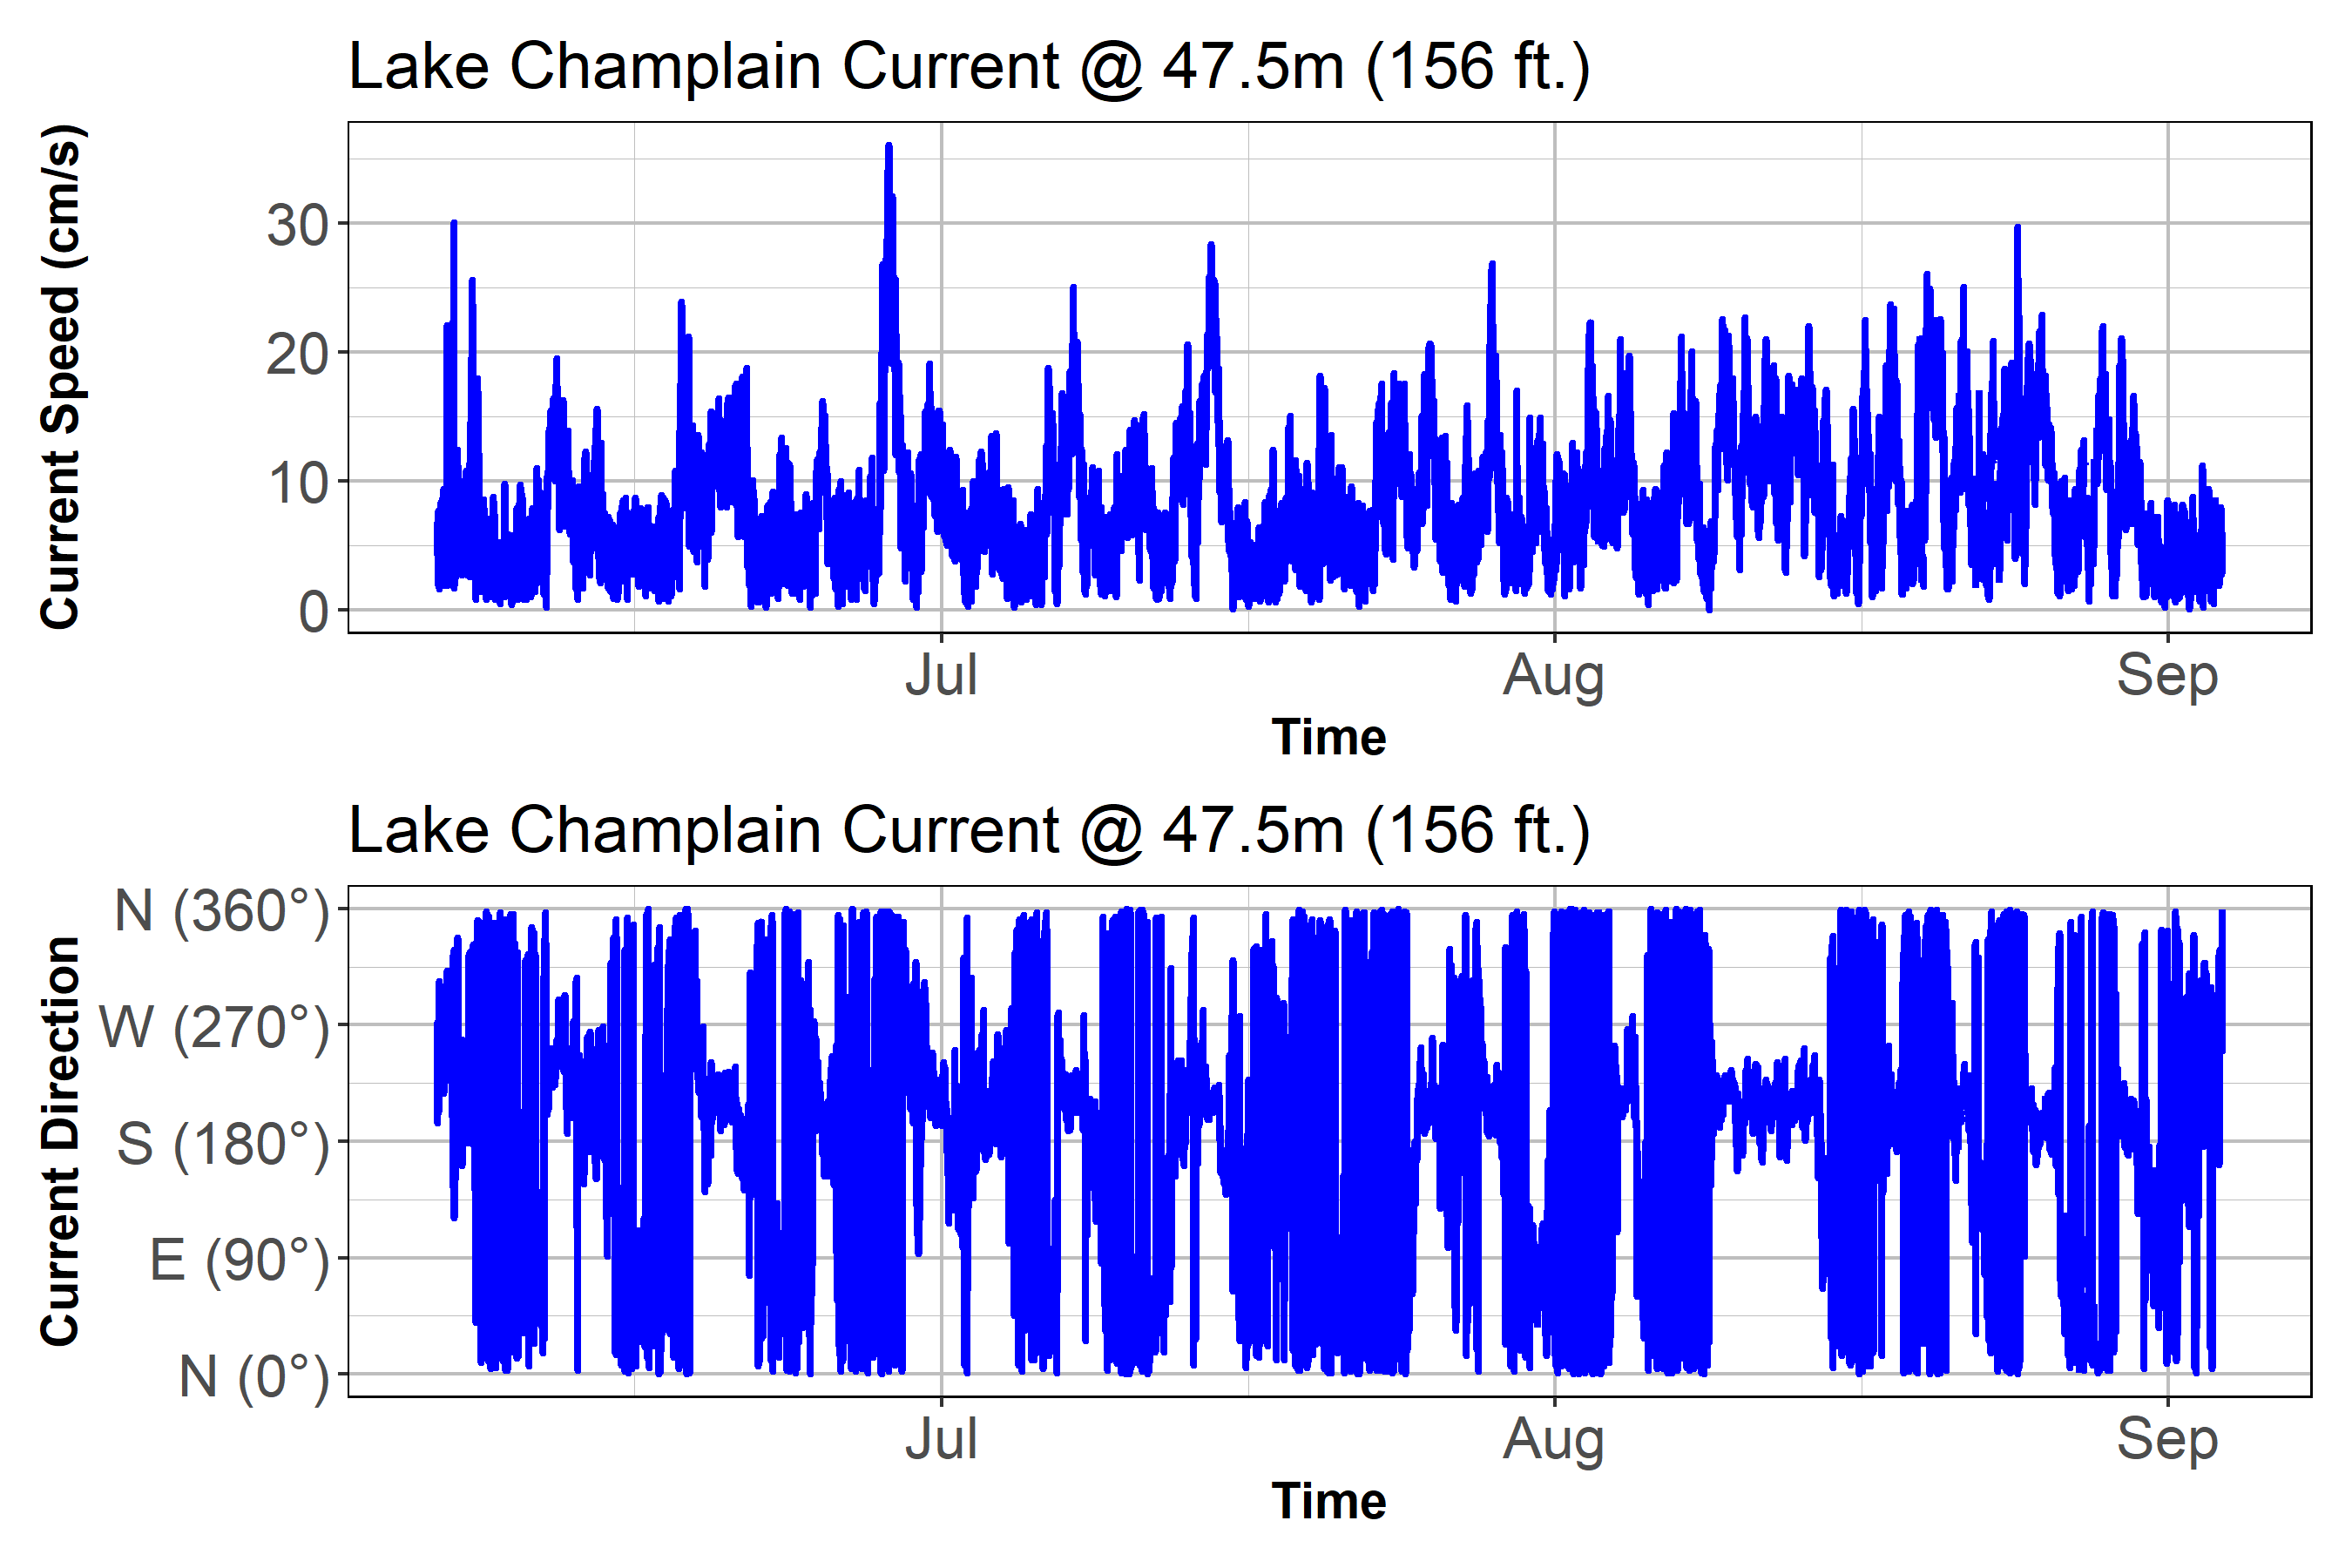 Lake Champlain Current @ 47.5m (156 ft.)
Current Speed (cm/s)
30
20
10
0
Jul
Aug
Sep
Time
Lake Champlain Current @ 47.5m (156 ft.)
Current Direction
N (360°)
W (270°)
S (180°)
E (90°)
N (0°)
Jul
Aug
Sep
Time